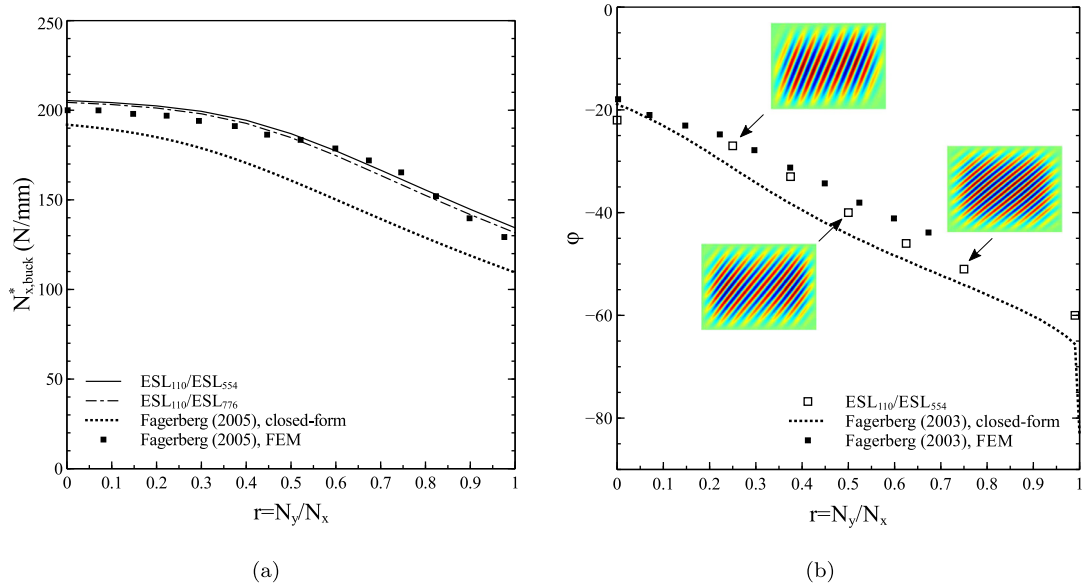 250
200
150
100
50
0
N*x,buck (N/mm)
ESL110/ESL554
ESL110/ESL776
Fagerberg (2005), closed-form
Fagerberg (2005), FEM
0 0.1 0.2 0.3 0.4 0.5 0.6 0.7 0.8 0.9 1
r=Ny/Nx
(a)
0
−20
−40
−60
−80
φ
ESL110/ESL554
Fagerberg (2003), closed-form
Fagerberg (2003), FEM
0 0.1 0.2 0.3 0.4 0.5 0.6 0.7 0.8 0.9 1
r=Ny/Nx
(b)